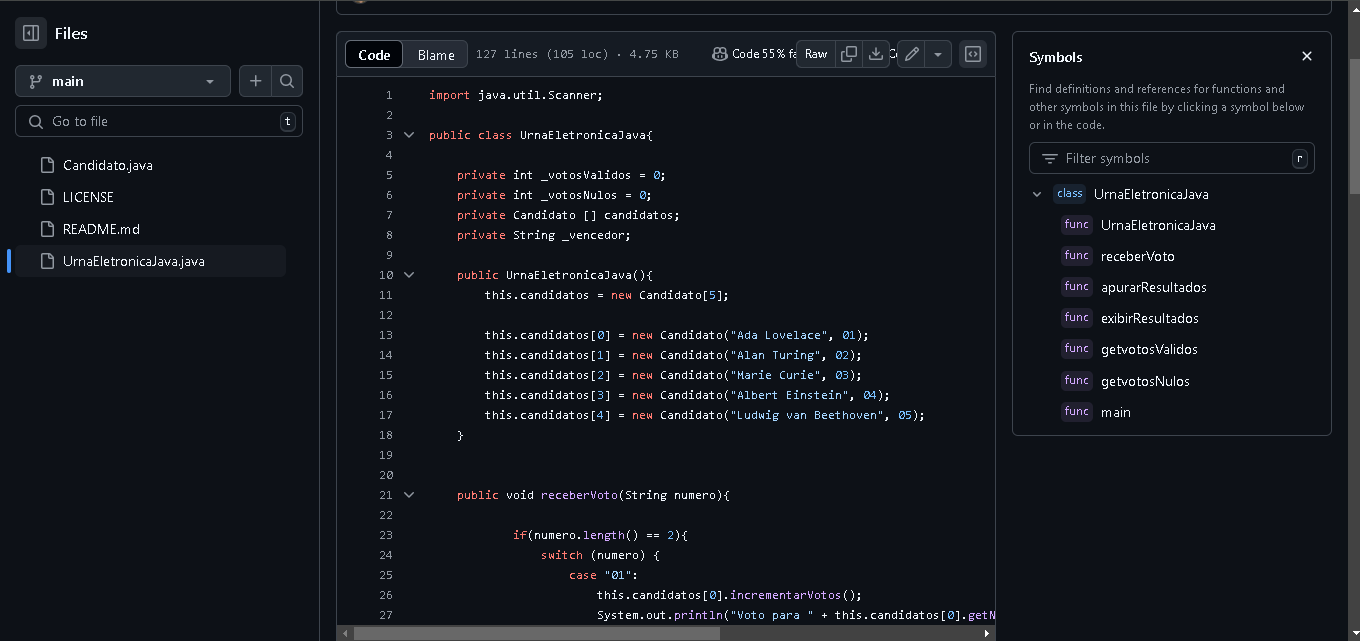 Files
main
Go to file
t
Candidato.java
LICENSE
README.md
UrnaEletronicaJava.java
Code
Blame
127 lines (105 loc) · 4.75 KB
Code 55% fa
Raw
1 import java.util.Scanner;
2
3 public class UrnaEletronicaJava{
4
5 private int _votosValidos = 0;
6 private int _votosNulos = 0;
7 private Candidato [] candidatos;
8 private String _vencedor;
9
10 public UrnaEletronicaJava(){
11 this.candidatos = new Candidato[5];
12
13 this.candidatos[0] = new Candidato("Ada Lovelace", 01);
14 this.candidatos[1] = new Candidato("Alan Turing", 02);
15 this.candidatos[2] = new Candidato("Marie Curie", 03);
16 this.candidatos[3] = new Candidato("Albert Einstein", 04);
17 this.candidatos[4] = new Candidato("Ludwig van Beethoven", 05);
18 }
19
20
21 public void receberVoto(String numero){
22
23 if(numero.length() == 2){
24 switch (numero) {
25 case "01":
26 this.candidatos[0].incrementarVotos();
27 System.out.println("Voto para " + this.candidatos[0].getN
Symbols
Find definitions and references for functions and
other symbols in this file by clicking a symbol below
or in the code.
Filter symbols
r
class UrnaEletronicaJava
func UrnaEletronicaJava
func receberVoto
func apurarResultados
func exibirResultados
func getvotosValidos
func getvotosNulos
func main